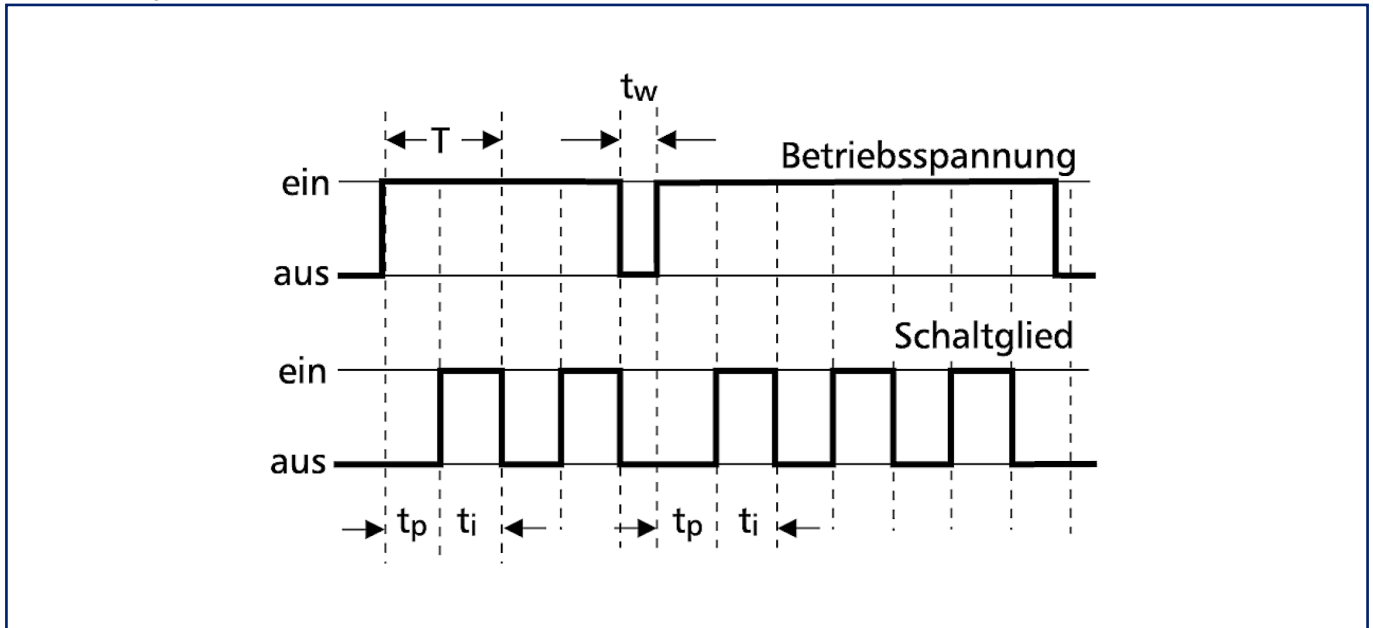 tw
T
Betriebsspannung
ein
aus
Schaltglied
ein
aus
tp ti tp ti